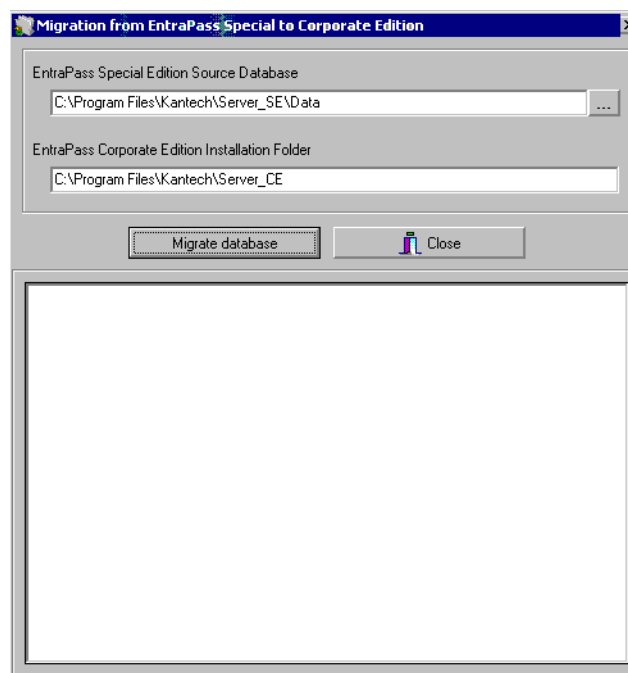 Migration from EntraPass Special to Corporate Edition
EntraPass Special Edition Source Database
C:\Program Files\Kantech\Server_SE\Data
...
EntraPass Corporate Edition Installation Folder
C:\Program Files\Kantech\Server_CE
Migrate database
Close